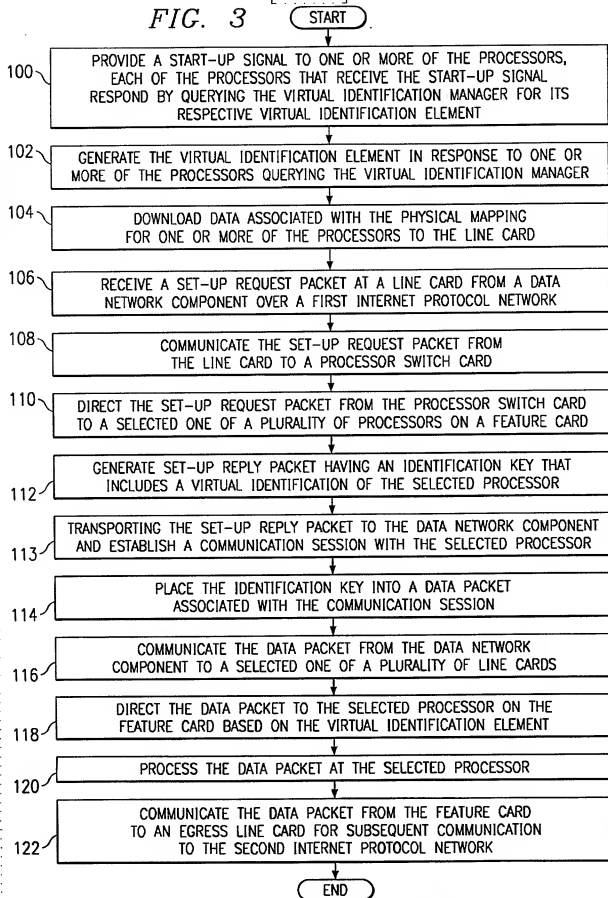 FIG. 3
START
100
PROVIDE A START-UP SIGNAL TO ONE OR MORE OF THE PROCESSORS,
EACH OF THE PROCESSORS THAT RECEIVE THE START-UP SIGNAL
RESPOND BY QUERYING THE VIRTUAL IDENTIFICATION MANAGER FOR ITS
RESPECTIVE VIRTUAL IDENTIFICATION ELEMENT
102
GENERATE THE VIRTUAL IDENTIFICATION ELEMENT IN RESPONSE TO ONE OR
MORE OF THE PROCESSORS QUERYING THE VIRTUAL IDENTIFICATION MANAGER
104
DOWNLOAD DATA ASSOCIATED WITH THE PHYSICAL MAPPING
FOR ONE OR MORE OF THE PROCESSORS TO THE LINE CARD
106
RECEIVE A SET-UP REQUEST PACKET AT A LINE CARD FROM A DATA
NETWORK COMPONENT OVER A FIRST INTERNET PROTOCOL NETWORK
108
COMMUNICATE THE SET-UP REQUEST PACKET FROM
THE LINE CARD TO A PROCESSOR SWITCH CARD
110
DIRECT THE SET-UP REQUEST PACKET FROM THE PROCESSOR SWITCH CARD
TO A SELECTED ONE OF A PLURALITY OF PROCESSORS ON A FEATURE CARD
112
GENERATE SET-UP REPLY PACKET HAVING AN IDENTIFICATION KEY THAT
INCLUDES A VIRTUAL IDENTIFICATION OF THE SELECTED PROCESSOR
113
TRANSPORTING THE SET-UP REPLY PACKET TO THE DATA NETWORK COMPONENT
AND ESTABLISH A COMMUNICATION SESSION WITH THE SELECTED PROCESSOR
114
PLACE THE IDENTIFICATION KEY INTO A DATA PACKET
ASSOCIATED WITH THE COMMUNICATION SESSION
116
COMMUNICATE THE DATA PACKET FROM THE DATA NETWORK
COMPONENT TO A SELECTED ONE OF A PLURALITY OF LINE CARDS
118
DIRECT THE DATA PACKET TO THE SELECTED PROCESSOR ON THE
FEATURE CARD BASED ON THE VIRTUAL IDENTIFICATION ELEMENT
120
PROCESS THE DATA PACKET AT THE SELECTED PROCESSOR
122
COMMUNICATE THE DATA PACKET FROM THE FEATURE CARD
TO AN EGRESS LINE CARD FOR SUBSEQUENT COMMUNICATION
TO THE SECOND INTERNET PROTOCOL NETWORK
END